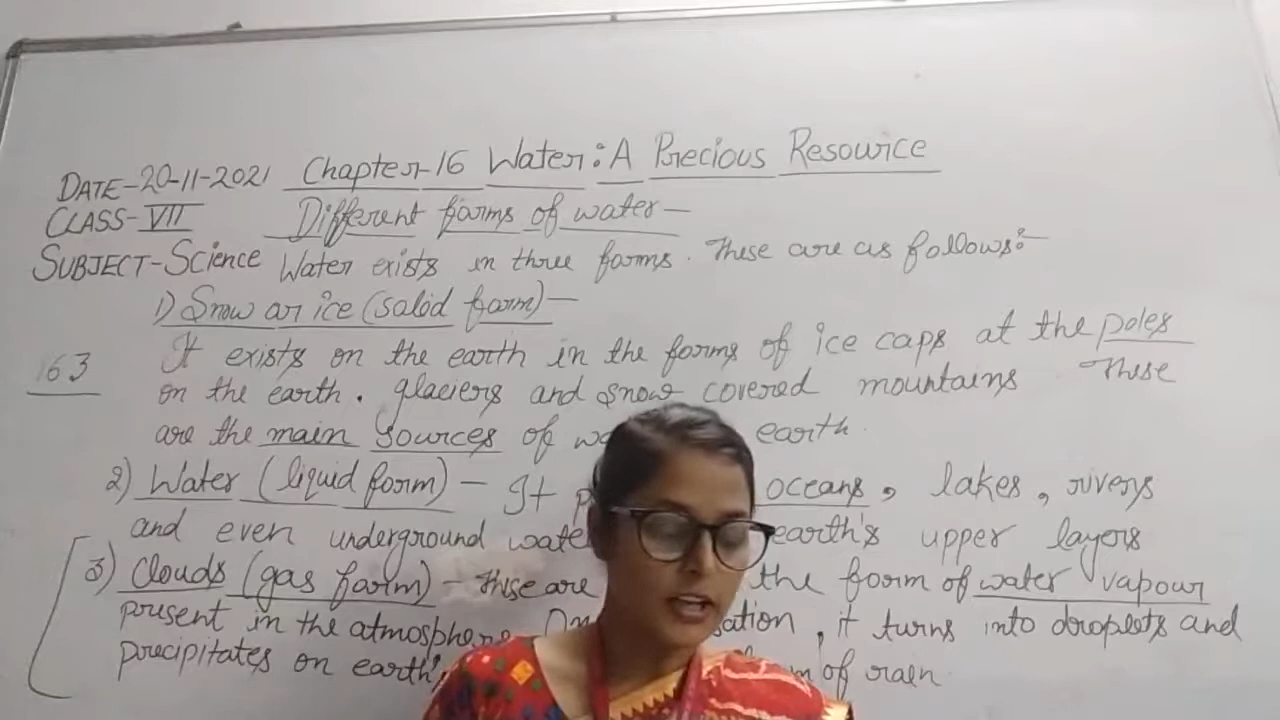 DATE-20-11-2021 Chapter-16 Water: A Precious Resource
CLASS-VII Different forms of water-
SUBJECT-Science Water exists in three forms. These are as follows:-
1) Snow or ice (solid form)-
It exists on the earth in the forms of ice caps at the poles
163 on the earth. glaciers and snow covered mountains These
are the main sources of earth.
2) Water (liquid form) - It oceans, lakes, rivers
and even underground earth's upper layers
3) Clouds (gas form) - These are the form of water vapour
present in the atmosphere. On , it turns into droplets and
precipitates on earth's of rain